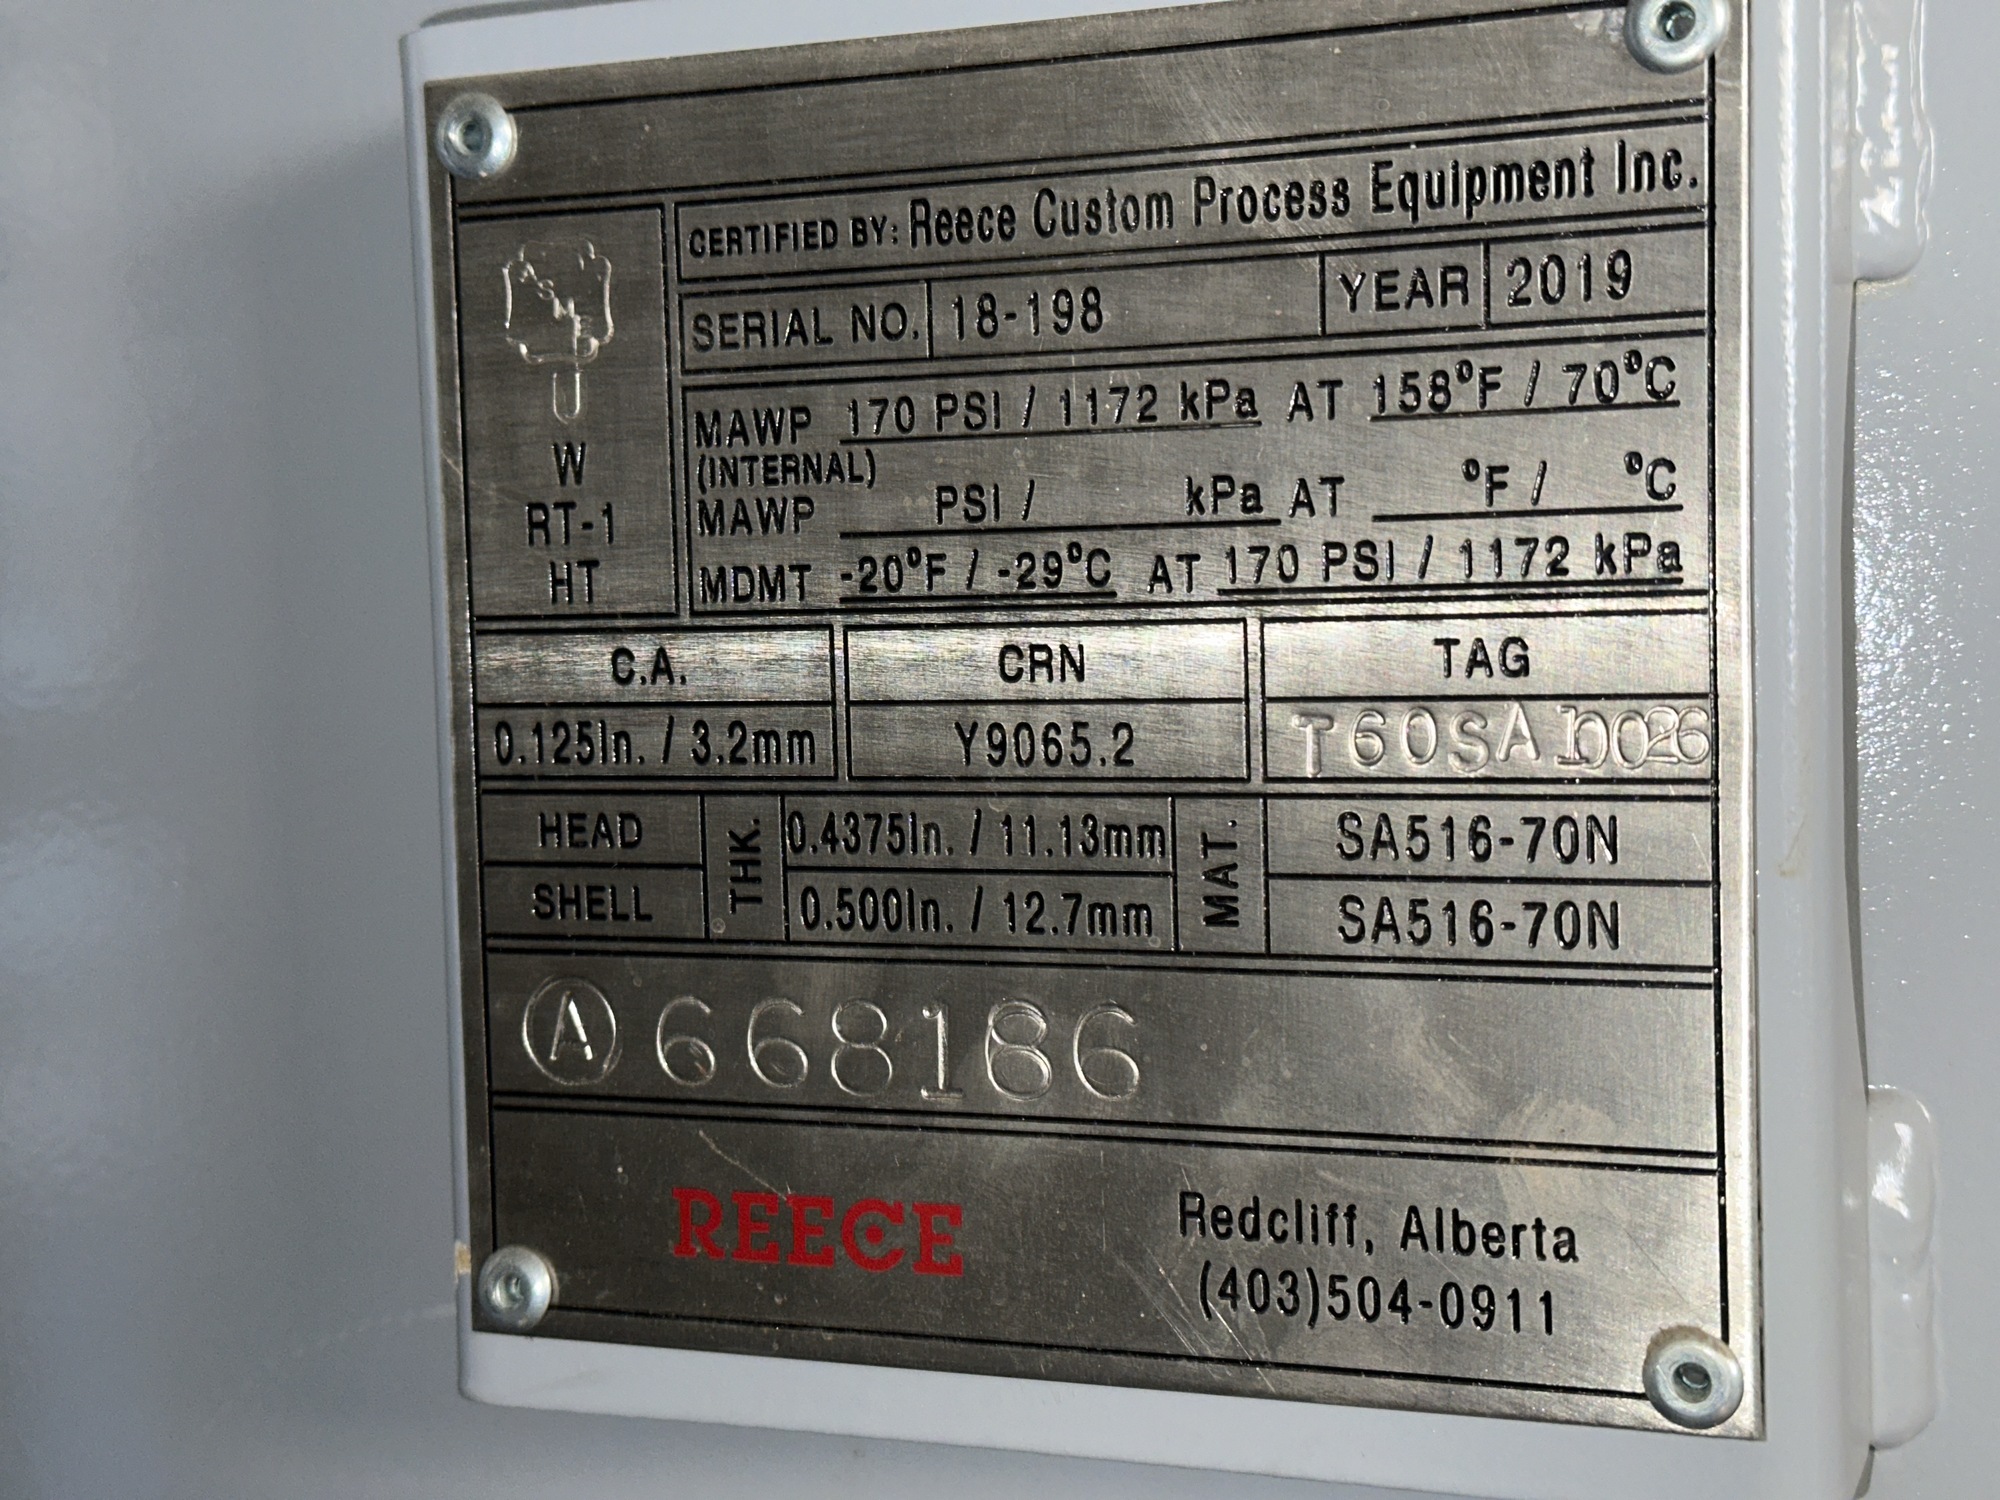 CERTIFIED BY: Reece Custom Process Equipment Inc.
SERIAL NO. 18-198 YEAR 2019
ASME
U
W
RT-1
HT
MAWP 170 PSI / 1172 kPa AT 158°F / 70°C
(INTERNAL)
MAWP PSI / kPa AT °F / °C
MDMT -20°F / -29°C AT 170 PSI / 1172 kPa
C.A. CRN TAG
0.125In. / 3.2mm Y9065.2
HEAD THK. 0.4375In. / 11.13mm MAT. SA516-70N
SHELL 0.500In. / 12.7mm SA516-70N
A 668186
REECE
Redcliff, Alberta
(403)504-0911